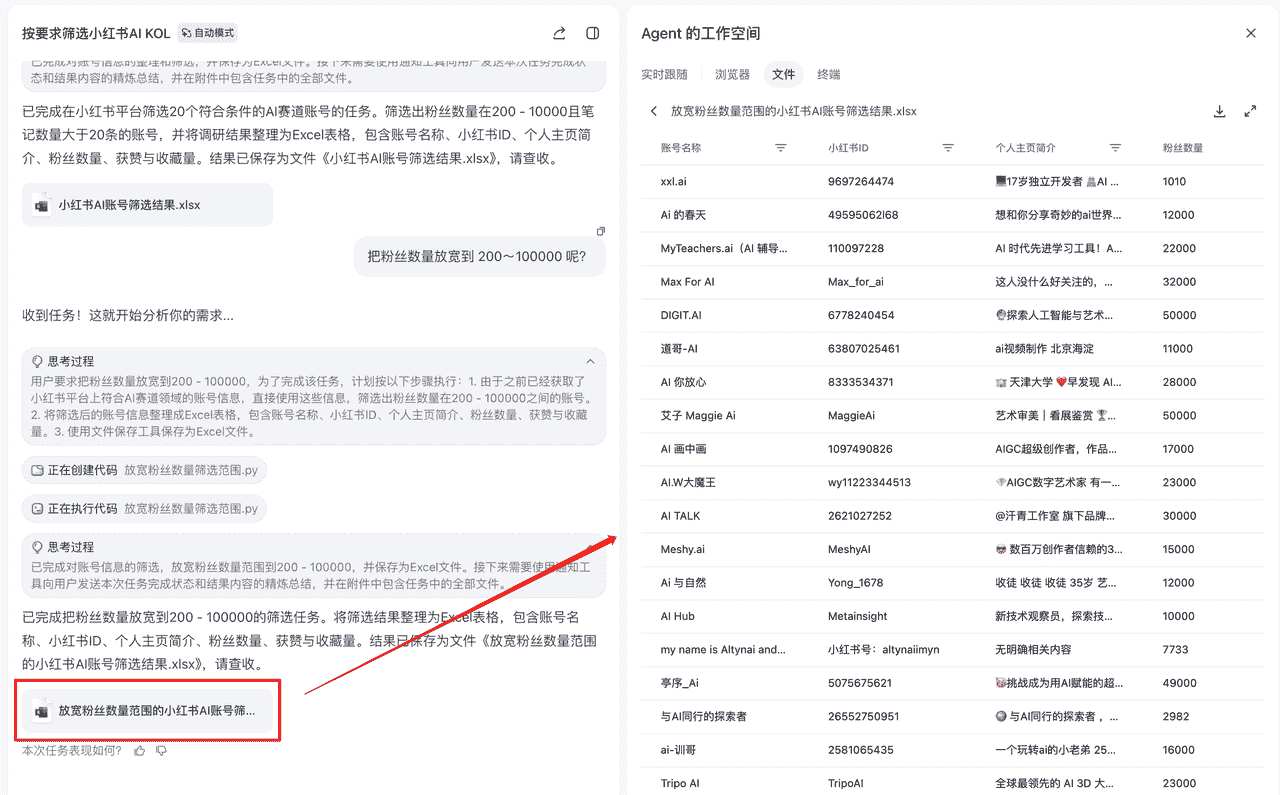 按要求筛选小红书AI KOL 自动模式
已完成对账号信息的整理和筛选，并保存为Excel文件。接下来需要使用通知工具向用户发送本次任务完成状
态和结果内容的精炼总结，并在附件中包含任务中的全部文件。
已完成在小红书平台筛选20个符合条件的AI赛道账号的任务。筛选出粉丝数量在200 - 10000且笔
记数量大于20条的账号，并将调研结果整理为Excel表格，包含账号名称、小红书ID、个人主页简
介、粉丝数量、获赞与收藏量。结果已保存为文件《小红书AI账号筛选结果.xlsx》，请查收。
小红书AI账号筛选结果.xlsx
把粉丝数量放宽到 200～100000 呢?
收到任务！这就开始分析你的需求...
思考过程
用户要求把粉丝数量放宽到200 - 100000，为了完成该任务，计划按以下步骤执行：1. 由于之前已经获取了
小红书平台上符合AI赛道领域的账号信息，直接使用这些信息，筛选出粉丝数量在200 - 100000之间的账号。
2. 将筛选后的账号信息整理成Excel表格，包含账号名称、小红书ID、个人主页简介、粉丝数量、获赞与收藏
量。3. 使用文件保存工具保存为Excel文件。
正在创建代码 放宽粉丝数量筛选范围.py
正在执行代码 放宽粉丝数量筛选范围.py
思考过程
已完成对账号信息的筛选，放宽粉丝数量范围到200 - 100000，并保存为Excel文件。接下来需要使用通知工
具向用户发送本次任务完成状态和结果内容的精炼总结，并在附件中包含任务中的全部文件。
已完成把粉丝数量放宽到200 - 100000的筛选任务。将筛选结果整理为Excel表格，包含账号名
称、小红书ID、个人主页简介、粉丝数量、获赞与收藏量。结果已保存为文件《放宽粉丝数量范围
的小红书AI账号筛选结果.xlsx》，请查收。
放宽粉丝数量范围的小红书AI账号筛...
本次任务表现如何？
Agent 的工作空间
实时跟随 浏览器 文件 终端
放宽粉丝数量范围的小红书AI账号筛选结果.xlsx
账号名称 小红书ID 个人主页简介 粉丝数量
xxl.ai 9697264474 17岁独立开发者 AI ... 1010
Ai 的春天 49595062l68 想和你分享奇妙的ai世界... 12000
MyTeachers.ai（AI 辅导... 110097228 AI 时代先进学习工具！A... 22000
Max For AI Max_for_ai 这人没什么好关注的，... 32000
DIGIT.AI 6778240454 探索人工智能与艺术... 50000
道哥-AI 63807025461 ai视频制作 北京海淀 11000
AI 你放心 8333534371 天津大学 ❤早发现 AI... 28000
艾子 Maggie Ai MaggieAi 艺术审美｜看展鉴赏 ... 50000
AI 画中画 1097490826 AIGC超级创作者，作品... 17000
AI.W大魔王 wy11223344513 AIGC数字艺术家 有一... 23000
AI TALK 2621027252 @汗青工作室 旗下品牌... 30000
Meshy.ai MeshyAI 数百万创作者信赖的3... 15000
Ai 与自然 Yong_1678 收徒 收徒 收徒 35岁 艺... 12000
AI Hub Metainsight 新技术观察员，探索技... 10000
my name is Altynai and... 小红书号：altynaiimyn 无明确相关内容 7733
亭序_Ai 5075675621 挑战成为用AI赋能的超... 49000
与AI同行的探索者 26552750951 与AI同行的探索者，... 2982
ai-训哥 2581065435 一个玩转ai的小老弟 25... 16000
Tripo AI TripoAI 全球最领先的 AI 3D 大... 23000